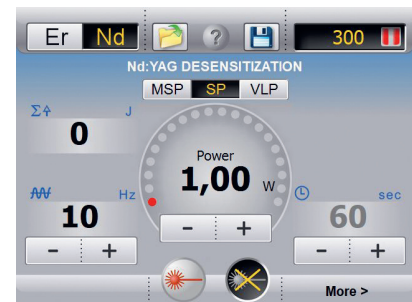 Er Nd ? 300
Nd:YAG DESENSITIZATION
MSP SP VLP
Σ J
0
Power
1,00 W
Hz
10
sec
60
- +
- +
- +
More >